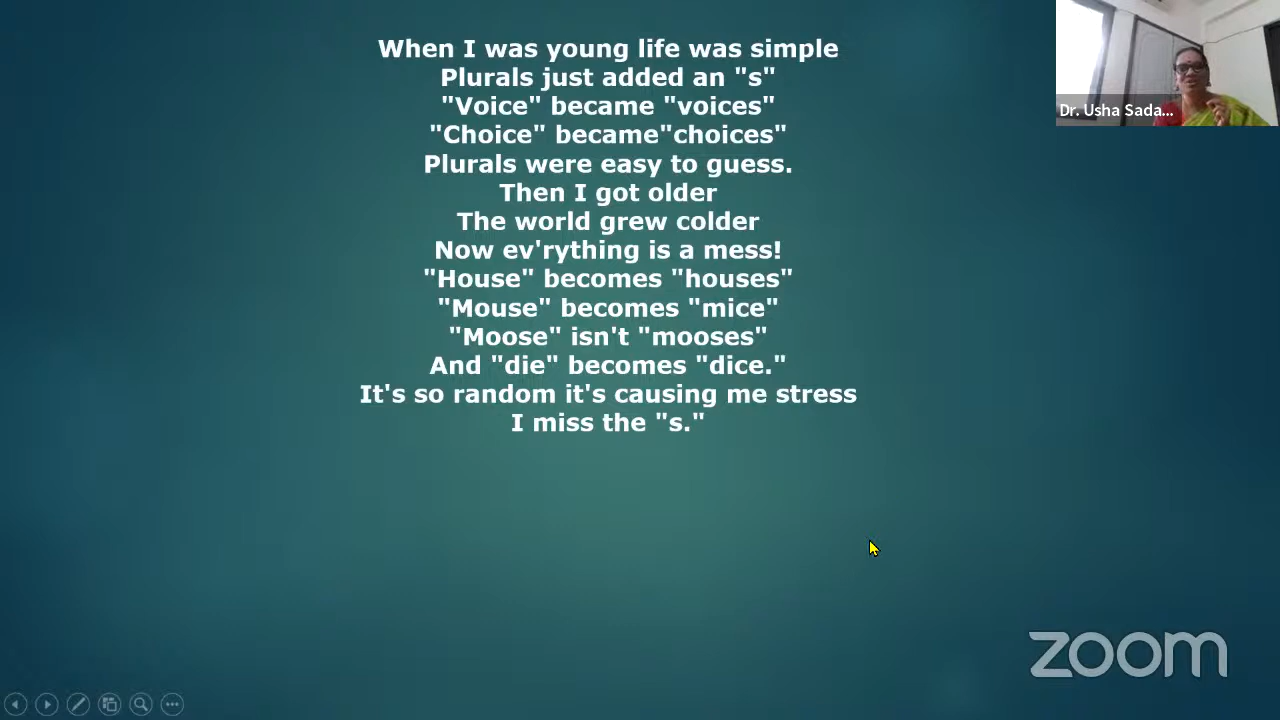 When I was young life was simple
Plurals just added an "s"
"Voice" became "voices"
"Choice" became"choices"
Plurals were easy to guess.
Then I got older
The world grew colder
Now ev'rything is a mess!
"House" becomes "houses"
"Mouse" becomes "mice"
"Moose" isn't "mooses"
And "die" becomes "dice."
It's so random it's causing me stress
I miss the "s."
Dr. Usha Sada...
zoom